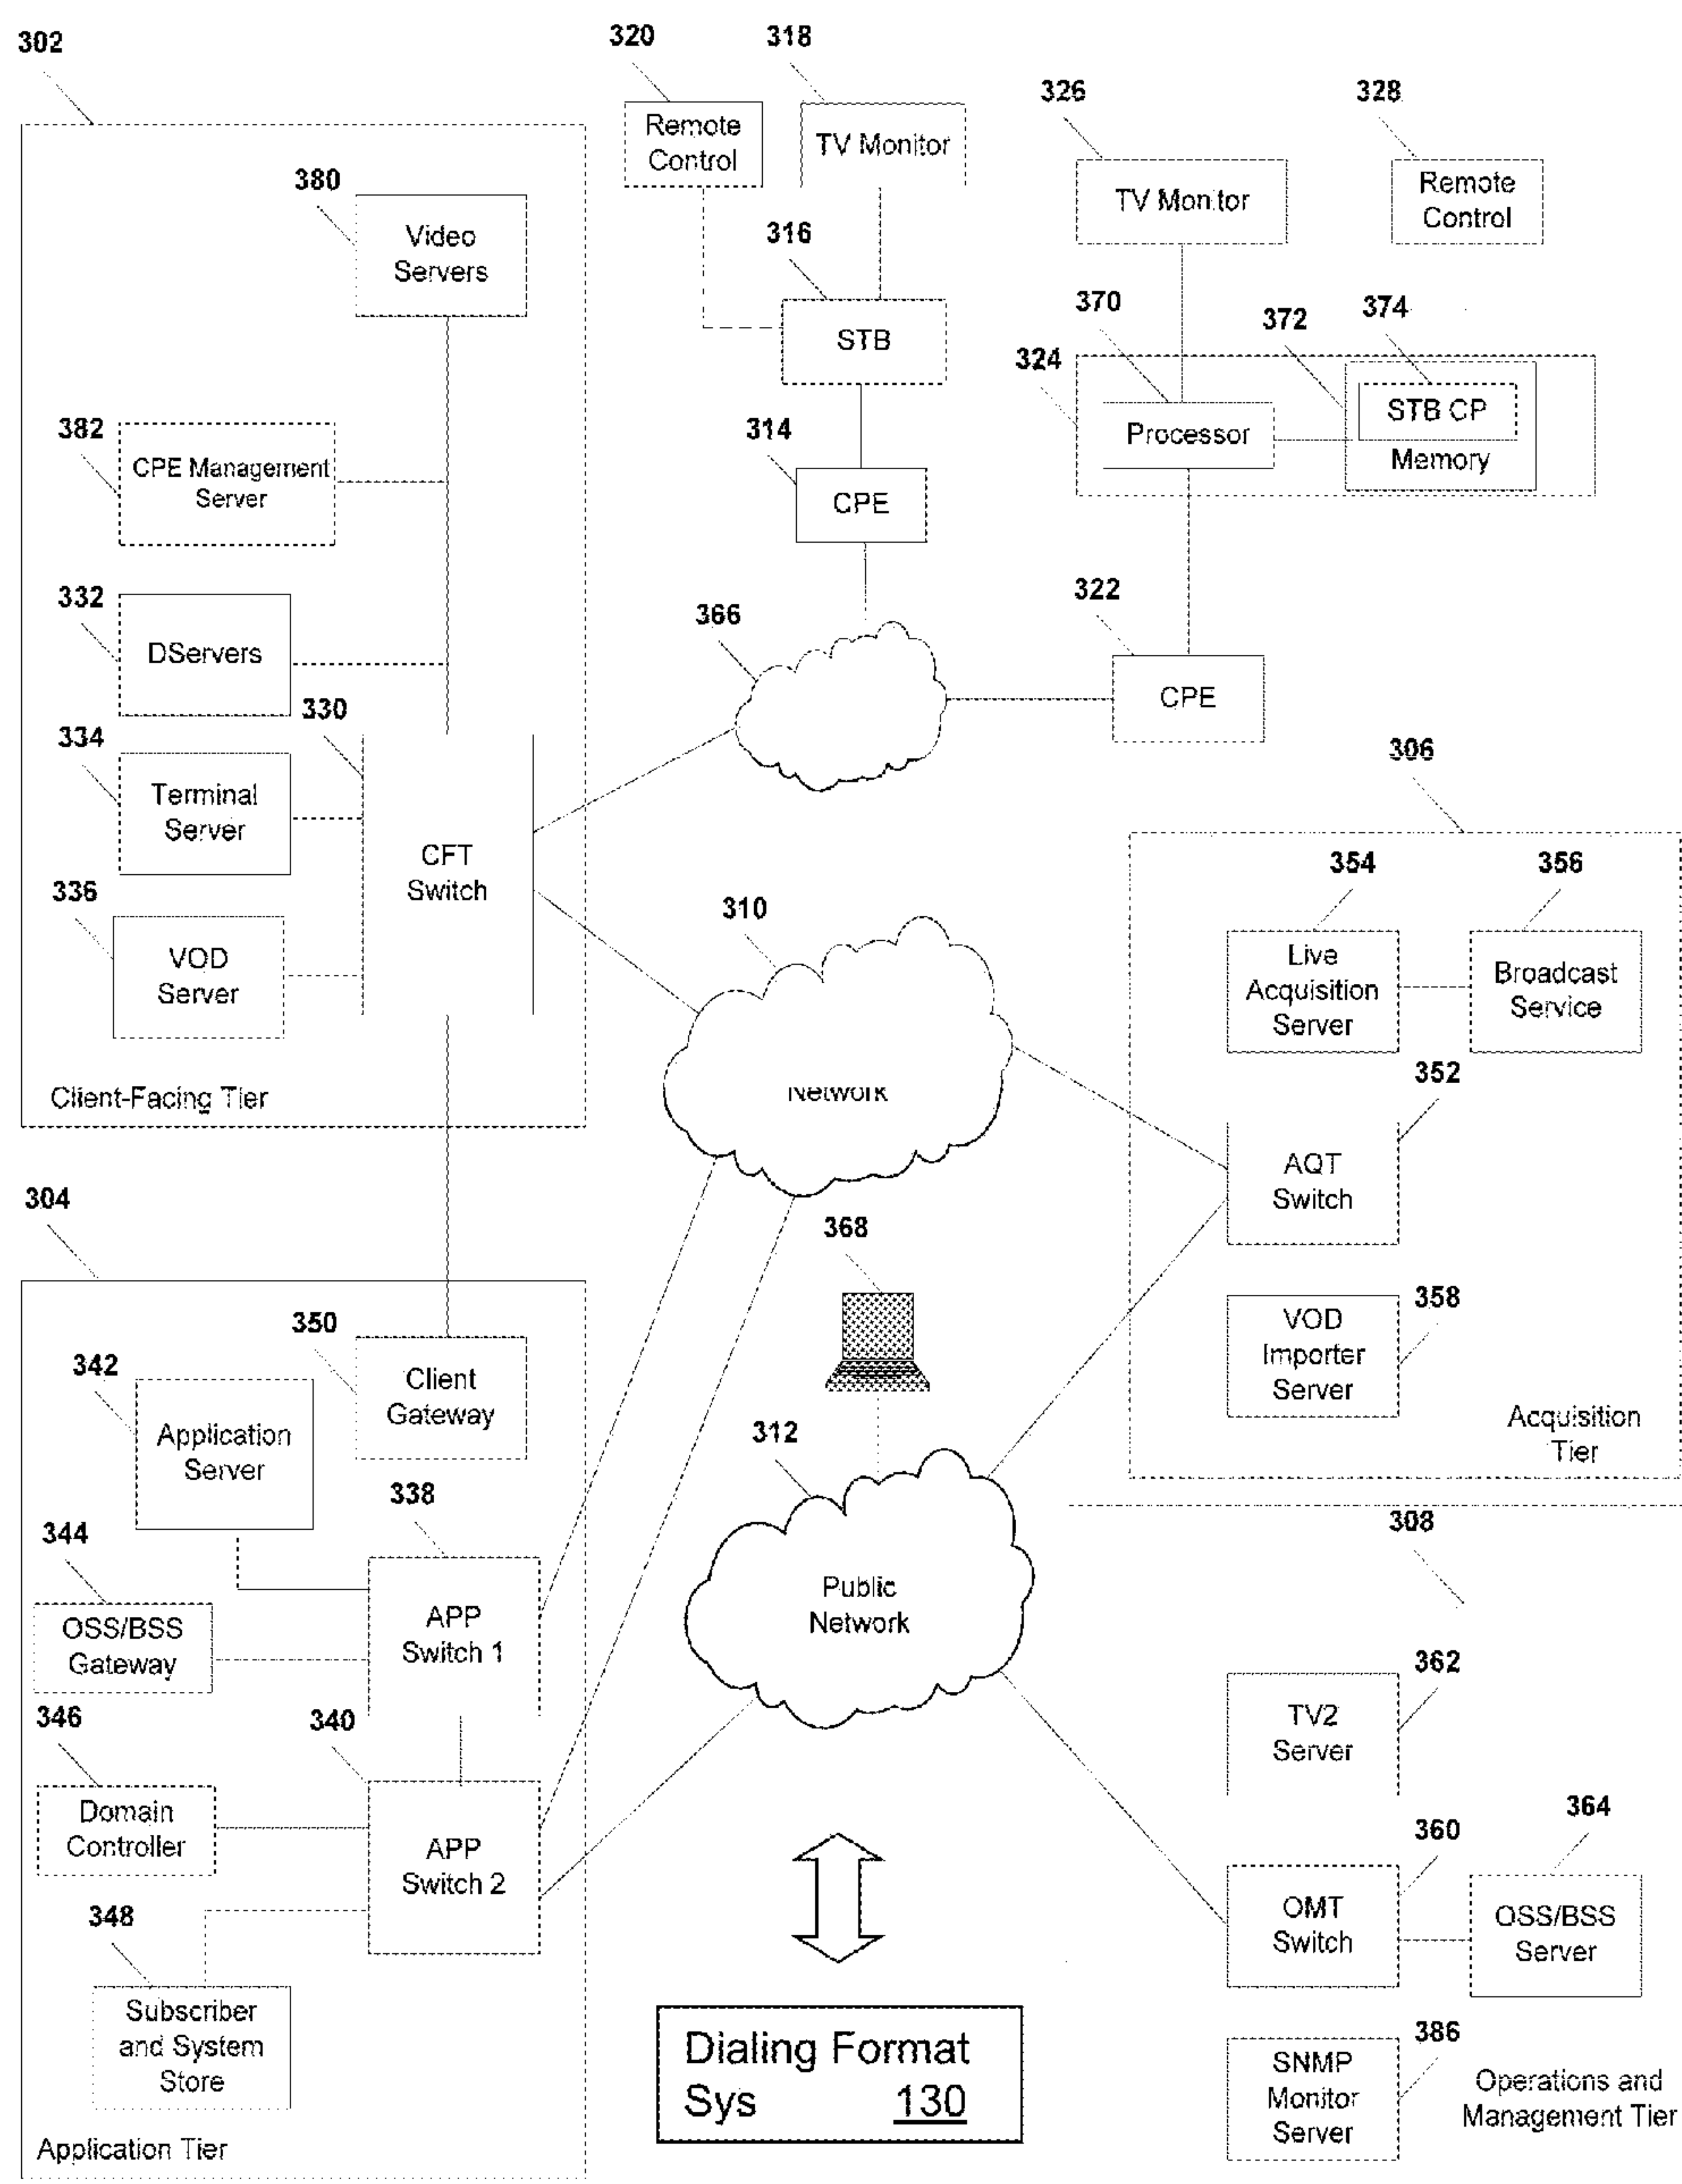 302
320
318
326
328
Remote
Control
TV Monitor
TV Monitor
Remote
Control
380
Video
Servers
316
STB
370
372
374
324
Processor
STB CP
Memory
382
CPE Management
Server
314
CPE
332
DServers
366
322
CPE
330
334
Terminal
Server
CFT
Switch
336
VOD
Server
Client-Facing Tier
310
Network
306
354
356
Live
Acquisition
Server
Broadcast
Service
352
AQT
Switch
358
VOD
Importer
Server
Acquisition
Tier
304
350
Client
Gateway
342
Application
Server
368
312
Public
Network
338
344
OSS/BSS
Gateway
APP
Switch 1
346
340
Domain
Controller
APP
Switch 2
348
Subscriber
and System
Store
Application Tier
308
362
TV2
Server
360
364
OMT
Switch
OSS/BSS
Server
386
SNMP
Monitor
Server
Operations and
Management Tier
Dialing Format
Sys 130